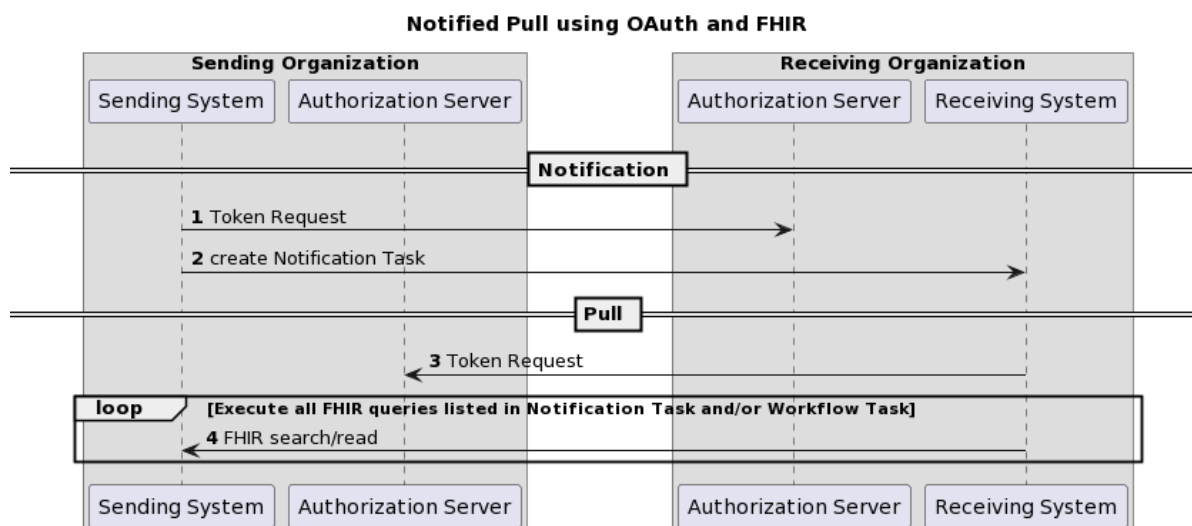 Notified Pull using OAuth and FHIR
Sending Organization
Receiving Organization
Sending System
Authorization Server
Authorization Server
Receiving System
Notification
1 Token Request
2 create Notification Task
Pull
3 Token Request
loop
[Execute all FHIR queries listed in Notification Task and/or Workflow Task]
4 FHIR search/read
Sending System
Authorization Server
Authorization Server
Receiving System